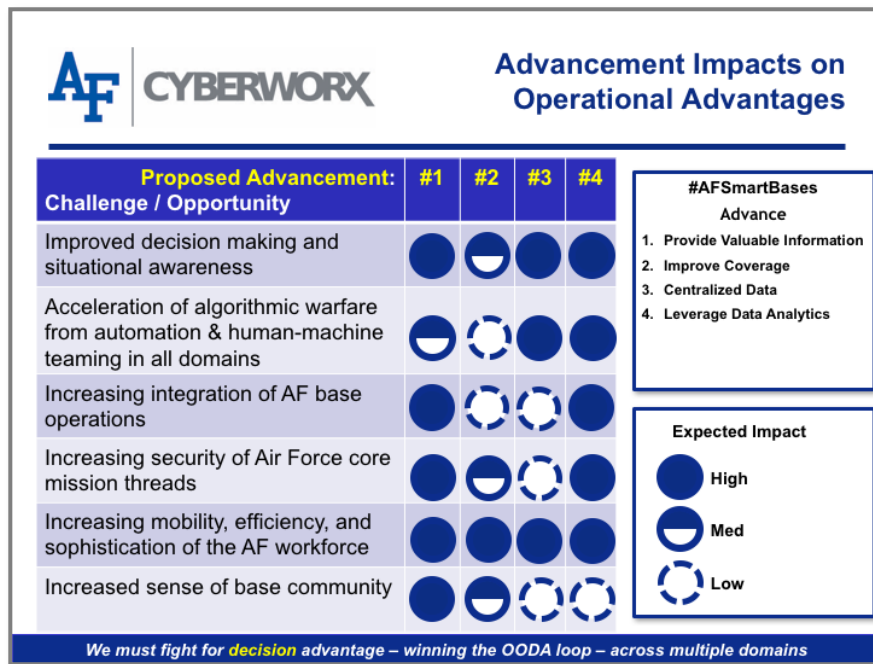 AF CYBERWORX
Advancement Impacts on
Operational Advantages
Proposed Advancement:
Challenge / Opportunity
#1 #2 #3 #4
Improved decision making and
situational awareness
Acceleration of algorithmic warfare
from automation & human-machine
teaming in all domains
Increasing integration of AF base
operations
Increasing security of Air Force core
mission threads
Increasing mobility, efficiency, and
sophistication of the AF workforce
Increased sense of base community
#AFSmartBases
Advance
1. Provide Valuable Information
2. Improve Coverage
3. Centralized Data
4. Leverage Data Analytics
Expected Impact
High
Med
Low
We must fight for decision advantage – winning the OODA loop – across multiple domains